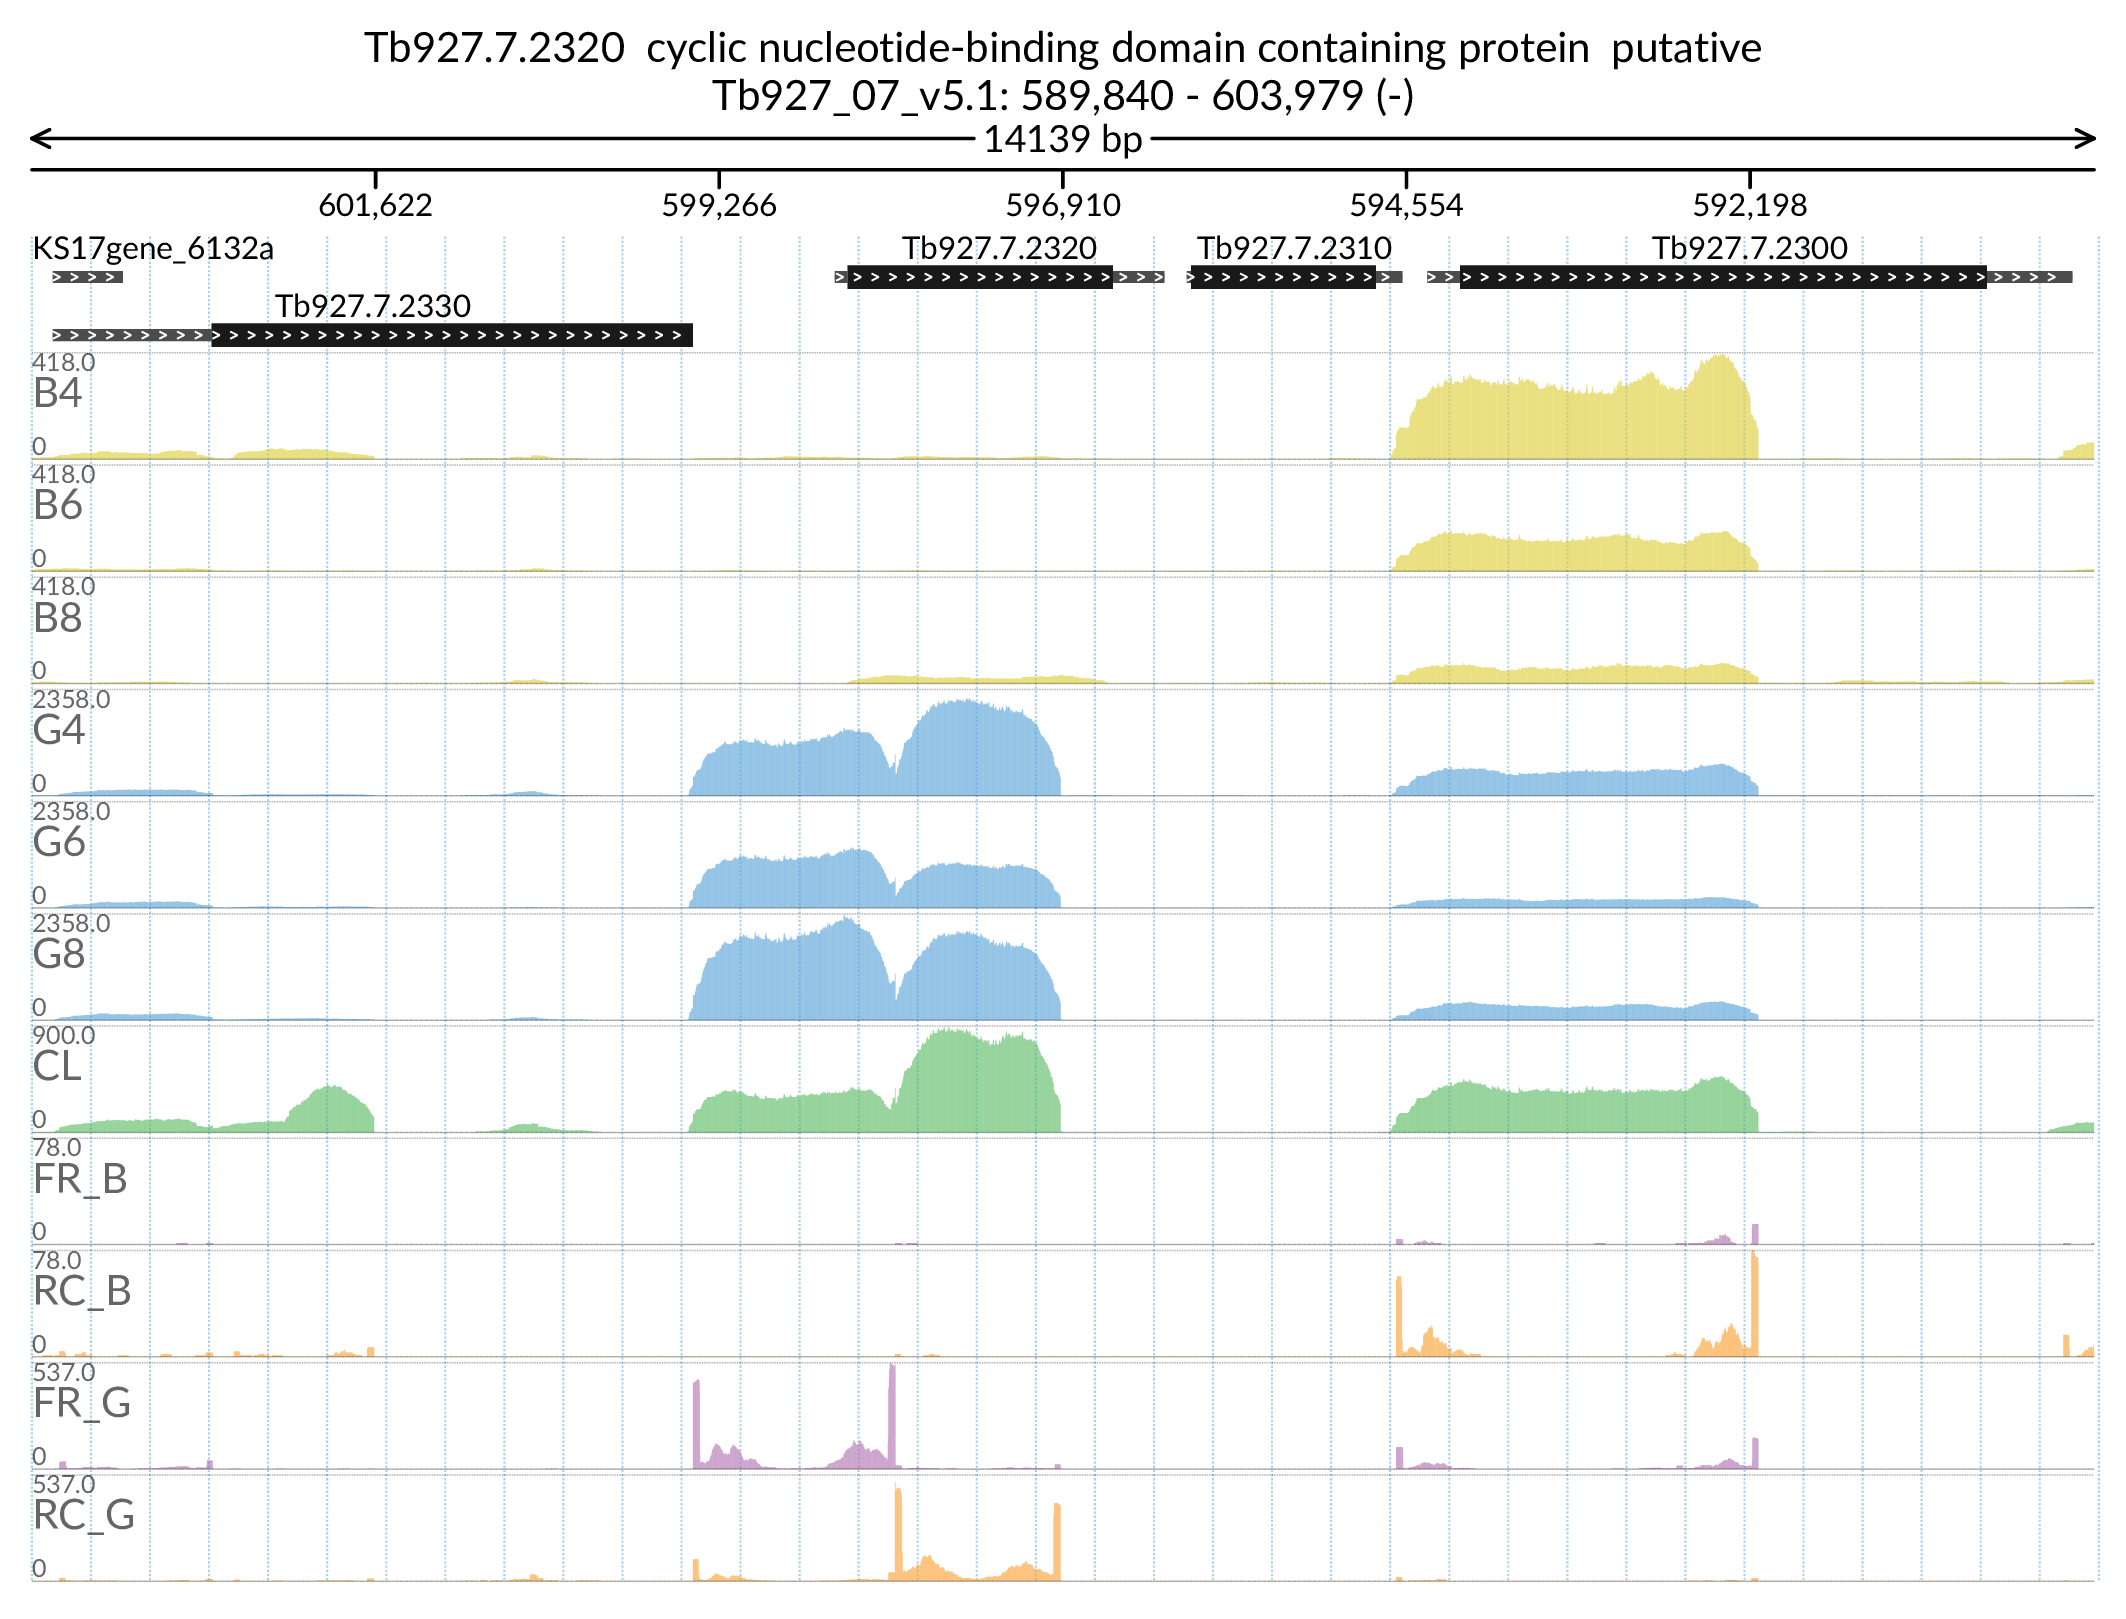 Tb927.7.2320  cyclic nucleotide-binding domain containing protein  putative
Tb927_07_v5.1: 589,840 - 603,979 (-)
14139 bp
601,622 599,266 596,910 594,554 592,198
KS17gene_6132a Tb927.7.2320 Tb927.7.2310 Tb927.7.2300
Tb927.7.2330
418.0
B4
0
418.0
B6
0
418.0
B8
0
2358.0
G4
0
2358.0
G6
0
2358.0
G8
0
900.0
CL
0
78.0
FR_B
0
78.0
RC_B
0
537.0
FR_G
0
537.0
RC_G
0